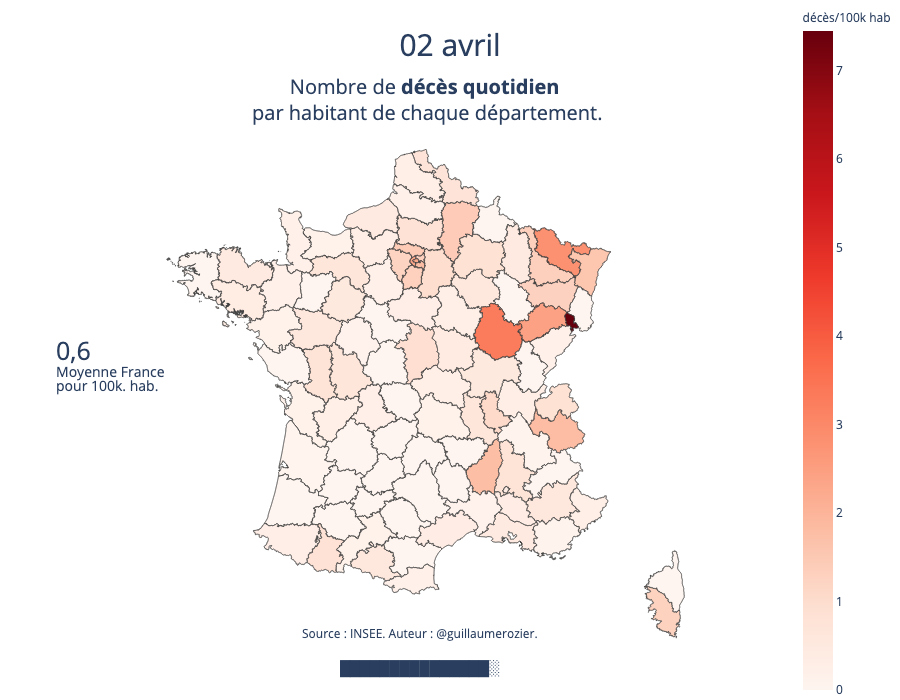 02 avril
Nombre de décès quotidien
par habitant de chaque département.
décès/100k hab
7
6
5
4
3
2
1
0
0,6
Moyenne France
pour 100k. hab.
Source : INSEE. Auteur : @guillaumerozier.